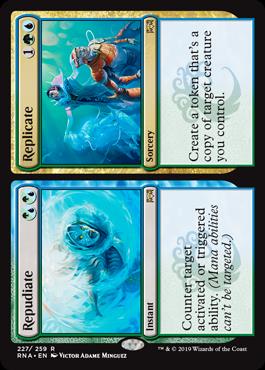 Replicate
1
Sorcery
Create a token that's a
copy of target creature
you control.
Repudiate
Instant
Counter target
activated or triggered
ability. (Mana abilities
can't be targeted.)
227/259 R
RNA • EN VICTOR ADAME MINGUEZ
™ & © 2019 Wizards of the Coast